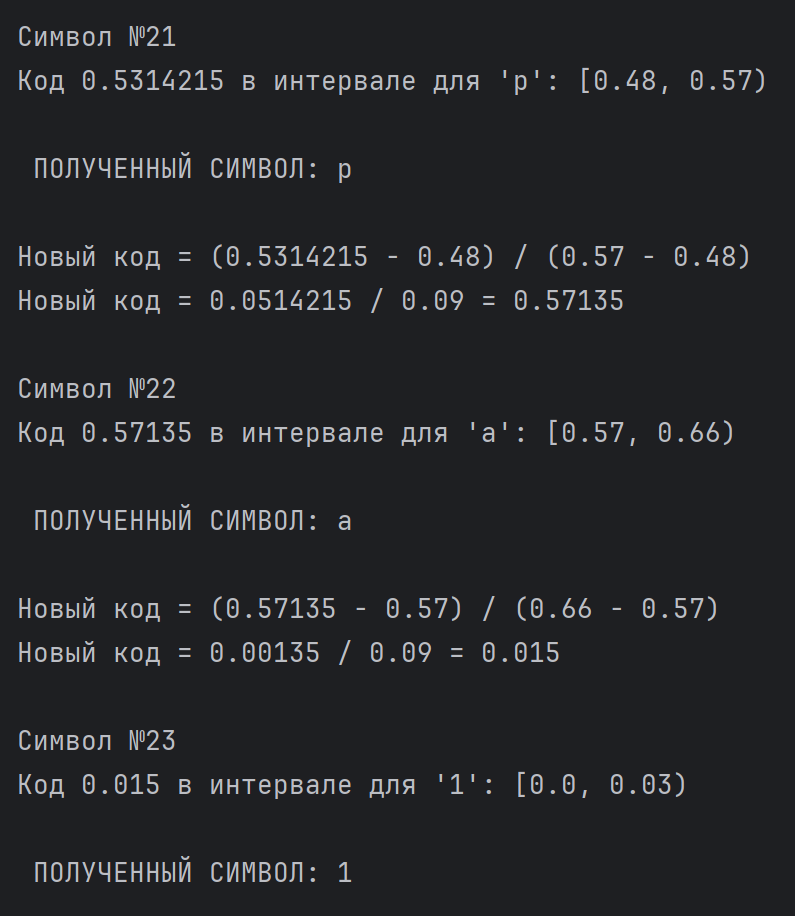 Символ №21
Код 0.5314215 в интервале для 'р': [0.48, 0.57)
ПОЛУЧЕННЫЙ СИМВОЛ: р
Новый код = (0.5314215 - 0.48) / (0.57 - 0.48)
Новый код = 0.0514215 / 0.09 = 0.57135
Символ №22
Код 0.57135 в интервале для 'а': [0.57, 0.66)
ПОЛУЧЕННЫЙ СИМВОЛ: а
Новый код = (0.57135 - 0.57) / (0.66 - 0.57)
Новый код = 0.00135 / 0.09 = 0.015
Символ №23
Код 0.015 в интервале для '1': [0.0, 0.03)
ПОЛУЧЕННЫЙ СИМВОЛ: 1